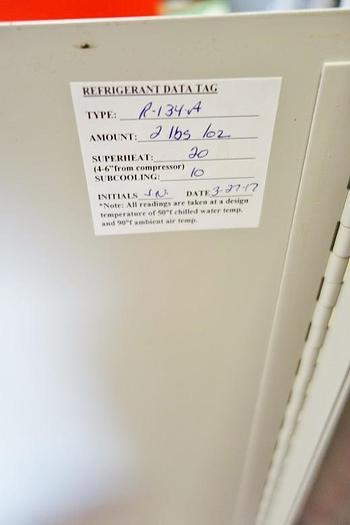 REFRIGERANT DATA TAG
TYPE: R-134-A
AMOUNT: 2 lbs 1oz
SUPERHEAT: 20
(4-6"from compressor)
SUBCOOLING: 10
INITIALS J.N. DATE 3-27-17
*Note: All readings are taken at a design
temperature of 50°f chilled water temp.
and 90°f ambient air temp.